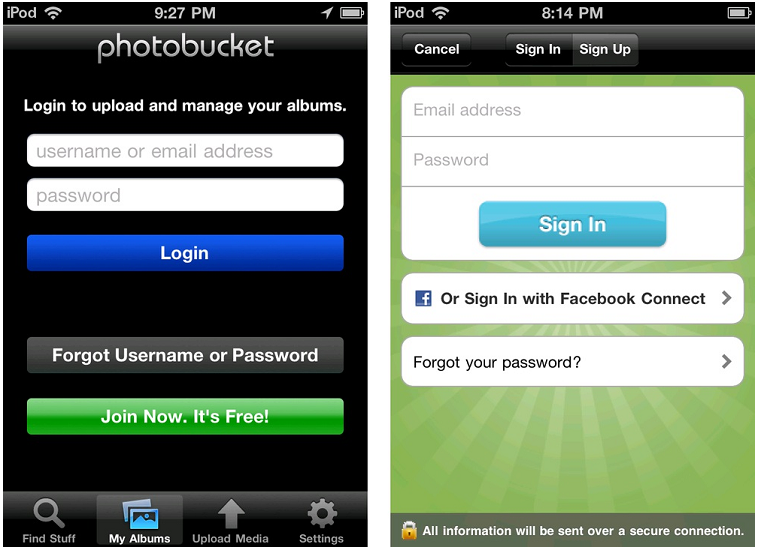 iPod 9:27 PM
photobucket
Login to upload and manage your albums.
username or email address
password
Login
Forgot Username or Password
Join Now. It's Free!
Find Stuff My Albums Upload Media Settings
iPod 8:14 PM
Cancel Sign In Sign Up
Email address
Password
Sign In
f Or Sign In with Facebook Connect
Forgot your password?
All information will be sent over a secure connection.